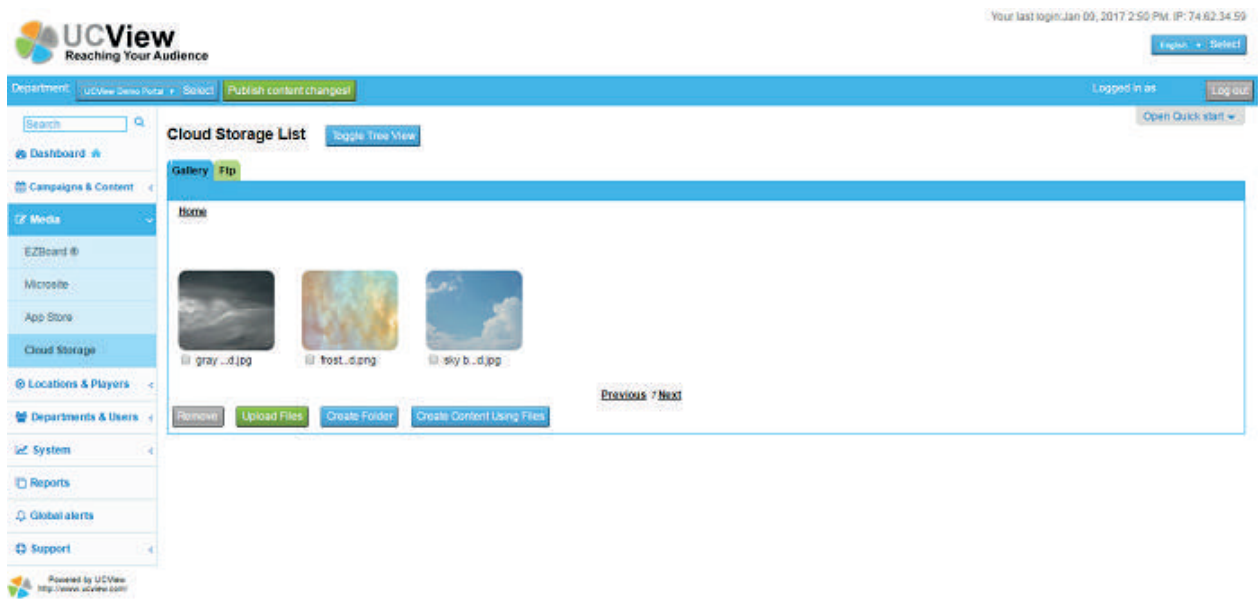 UCView
Reaching Your Audience
Your last login:Jan 09, 2017 2:50 PM. IP: 74.62.34.59
English Select
Department: UCView Demo Portal Select Publish content changes!
Logged in as Log out
Open Quick start
Search
Dashboard
Campaigns & Content
Media
EZBoard ®
Microsite
App Store
Cloud Storage
Locations & Players
Departments & Users
System
Reports
Global alerts
Support
Powered by UCView
http://www.ucview.com/
Cloud Storage List Toggle Tree View
Gallery Ftp
Home
gray ...d.jpg frost...d.png sky b...d.jpg
Previous / Next
Remove Upload Files Create Folder Create Content Using Files